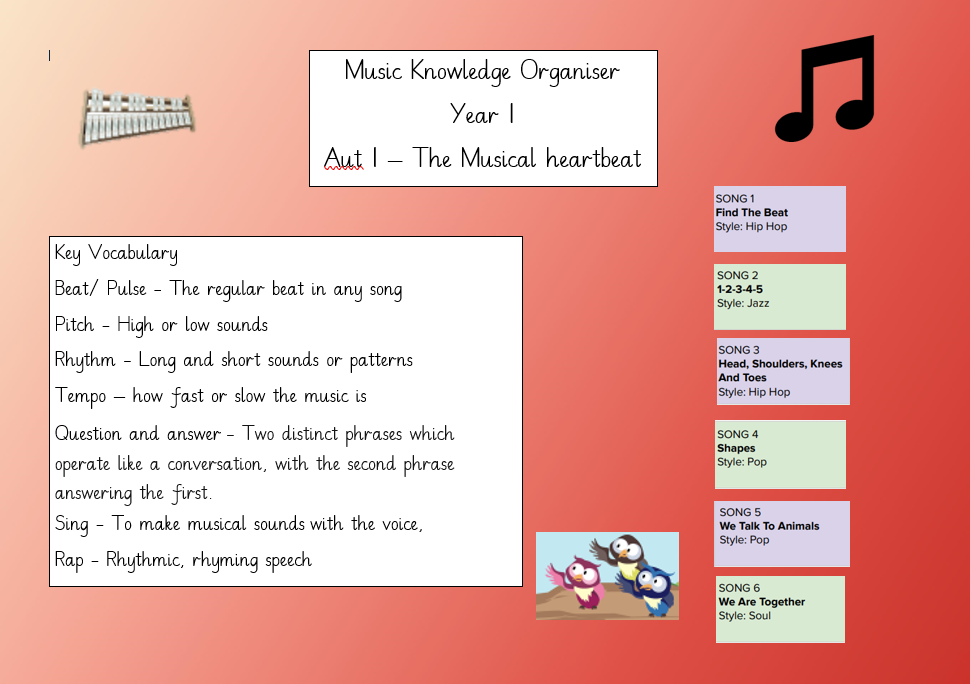 Music Knowledge Organiser
Year 1
Aut 1 – The Musical heartbeat
Key Vocabulary
Beat/ Pulse - The regular beat in any song
Pitch - High or low sounds
Rhythm - Long and short sounds or patterns
Tempo – how fast or slow the music is
Question and answer - Two distinct phrases which
operate like a conversation, with the second phrase
answering the first.
Sing - To make musical sounds with the voice,
Rap - Rhythmic, rhyming speech
SONG 1
Find The Beat
Style: Hip Hop
SONG 2
1-2-3-4-5
Style: Jazz
SONG 3
Head, Shoulders, Knees
And Toes
Style: Hip Hop
SONG 4
Shapes
Style: Pop
SONG 5
We Talk To Animals
Style: Pop
SONG 6
We Are Together
Style: Soul